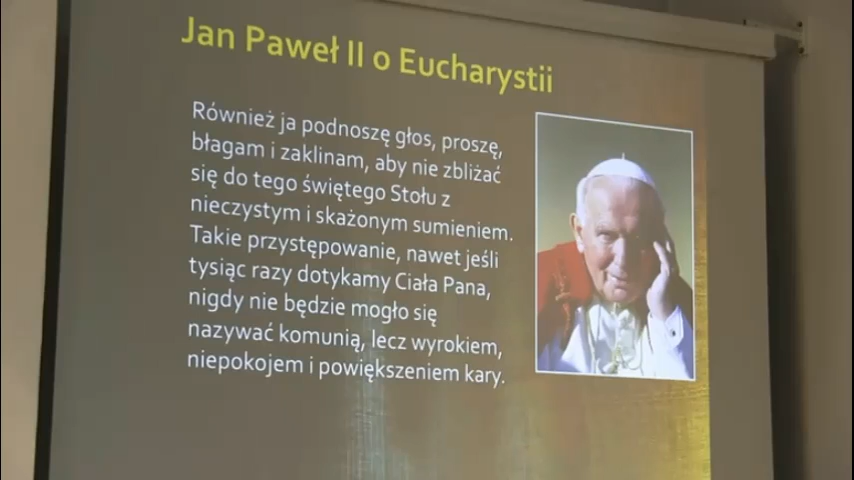 Jan Paweł II o Eucharystii
Również ja podnoszę głos, proszę,
błagam i zaklinam, aby nie zbliżać
się do tego świętego Stołu z
nieczystym i skażonym sumieniem.
Takie przystępowanie, nawet jeśli
tysiąc razy dotykamy Ciała Pana,
nigdy nie będzie mogło się
nazywać komunią, lecz wyrokiem,
niepokojem i powiększeniem kary.